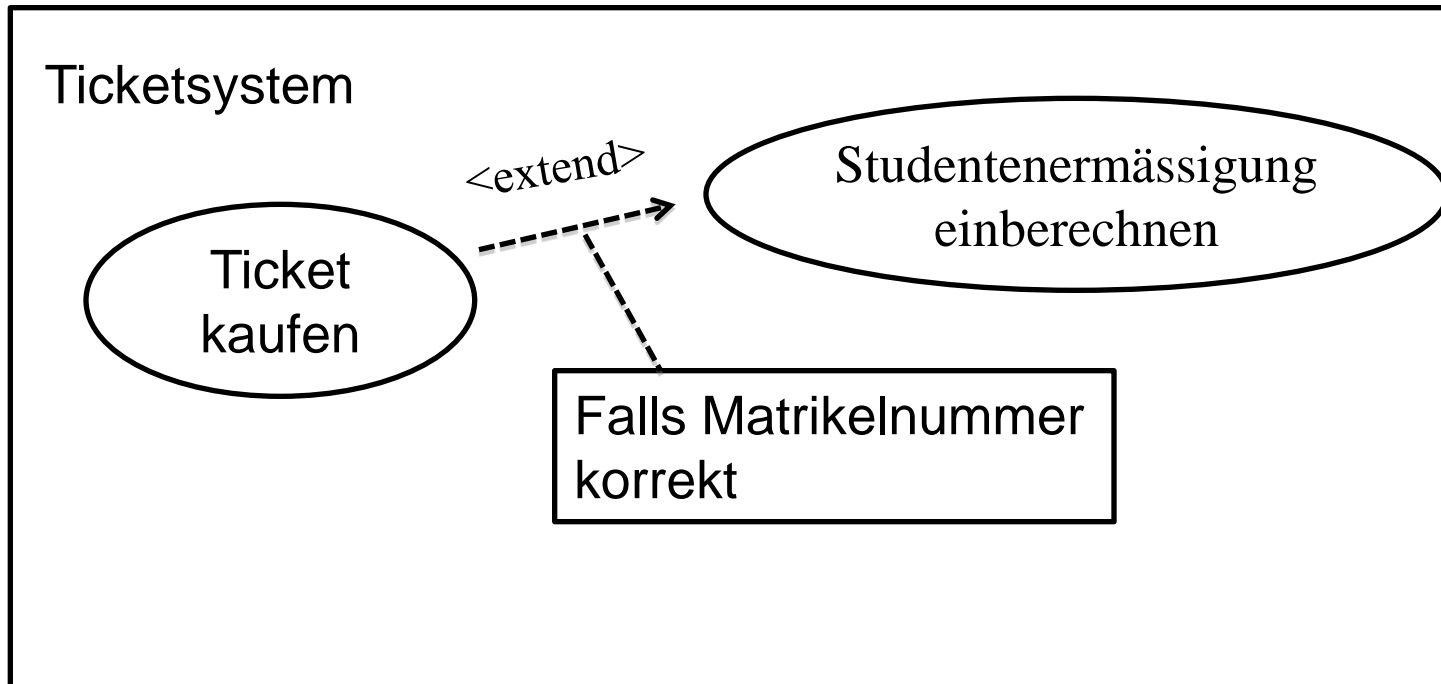 Ticketsystem
<extend>
Studentenermässigung
einberechnen
Ticket
kaufen
Falls Matrikelnummer
korrekt